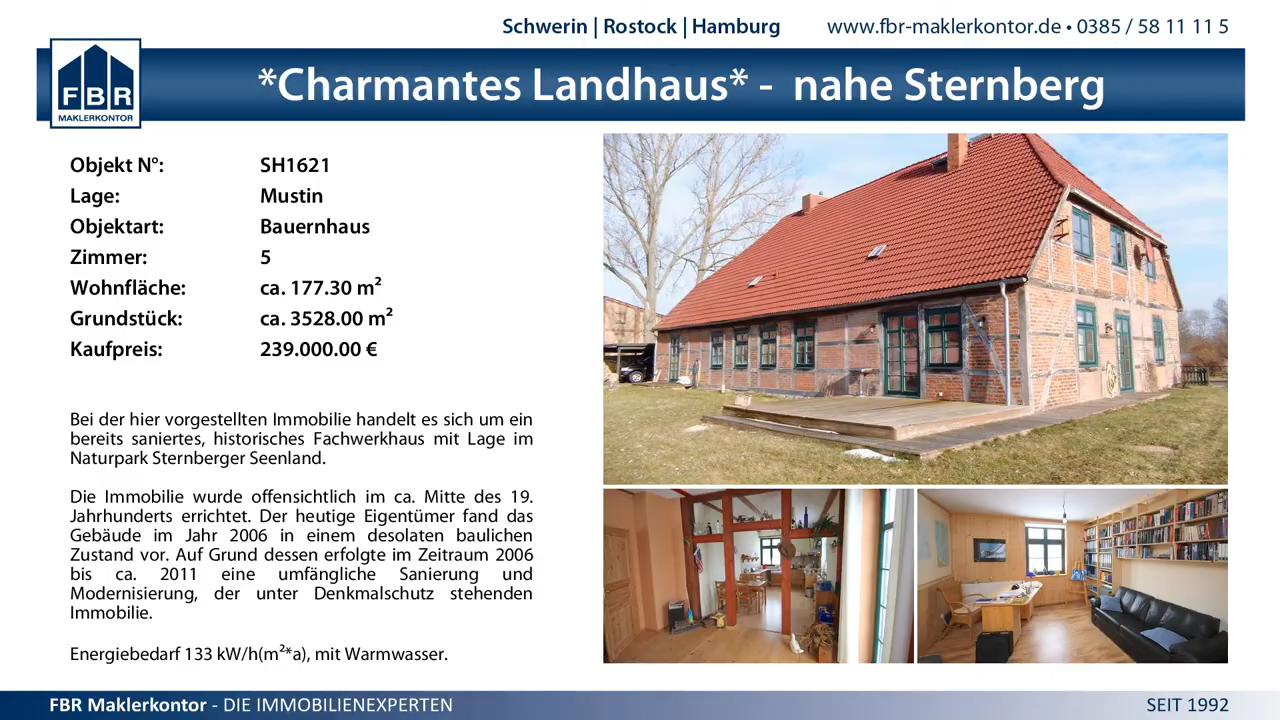 Schwerin | Rostock | Hamburg www.fbr-maklerkontor.de • 0385 / 58 11 11 5
FBR
MAKLERKONTOR
*Charmantes Landhaus* - nahe Sternberg
Objekt N°: SH1621
Lage: Mustin
Objektart: Bauernhaus
Zimmer: 5
Wohnfläche: ca. 177.30 m²
Grundstück: ca. 3528.00 m²
Kaufpreis: 239.000.00 €
Bei der hier vorgestellten Immobilie handelt es sich um ein
bereits saniertes, historisches Fachwerkhaus mit Lage im
Naturpark Sternberger Seenland.
Die Immobilie wurde offensichtlich im ca. Mitte des 19.
Jahrhunderts errichtet. Der heutige Eigentümer fand das
Gebäude im Jahr 2006 in einem desolaten baulichen
Zustand vor. Auf Grund dessen erfolgte im Zeitraum 2006
bis ca. 2011 eine umfängliche Sanierung und
Modernisierung, der unter Denkmalschutz stehenden
Immobilie.
Energiebedarf 133 kW/h(m²*a), mit Warmwasser.
FBR Maklerkontor - DIE IMMOBILIENEXPERTEN SEIT 1992